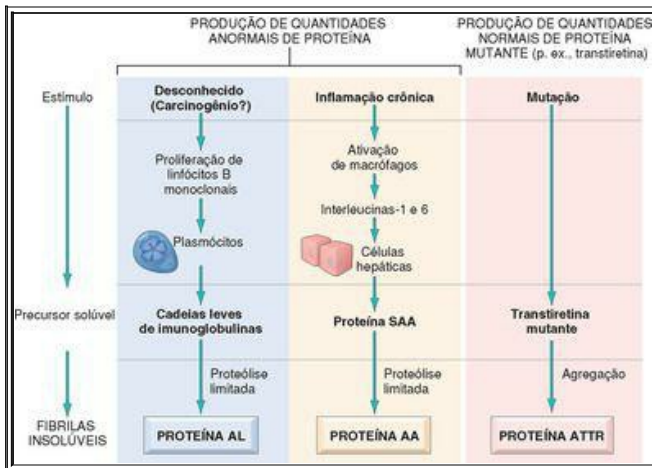 PRODUÇÃO DE QUANTIDADES
ANORMAIS DE PROTEÍNA
PRODUÇÃO DE QUANTIDADES
NORMAIS DE PROTEÍNA
MUTANTE (p. ex., transtiretina)
Estímulo
Desconhecido
(Carcinogênio?)
Inflamação crônica
Mutação
Proliferação de
linfócitos B
monoclonais
Plasmócitos
Ativação
de macrófagos
Interleucinas-1 e 6
Células
hepáticas
Precursor solúvel
Cadeias leves
de imunoglobulinas
Proteína SAA
Transtiretina
mutante
Proteólise
limitada
Proteólise
limitada
Agregação
FIBRILAS
INSOLÚVEIS
PROTEÍNA AL
PROTEÍNA AA
PROTEÍNA ATTR